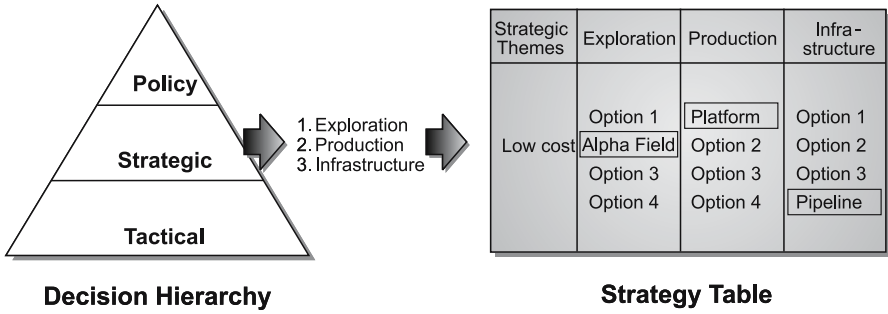 Policy
Strategic
Tactical
Decision Hierarchy
1. Exploration
2. Production
3. Infrastructure
Strategic Themes Exploration Production Infra-structure
Option 1 Platform Option 1
Low cost Alpha Field Option 2 Option 2
Option 3 Option 3 Option 3
Option 4 Option 4 Pipeline
Strategy Table